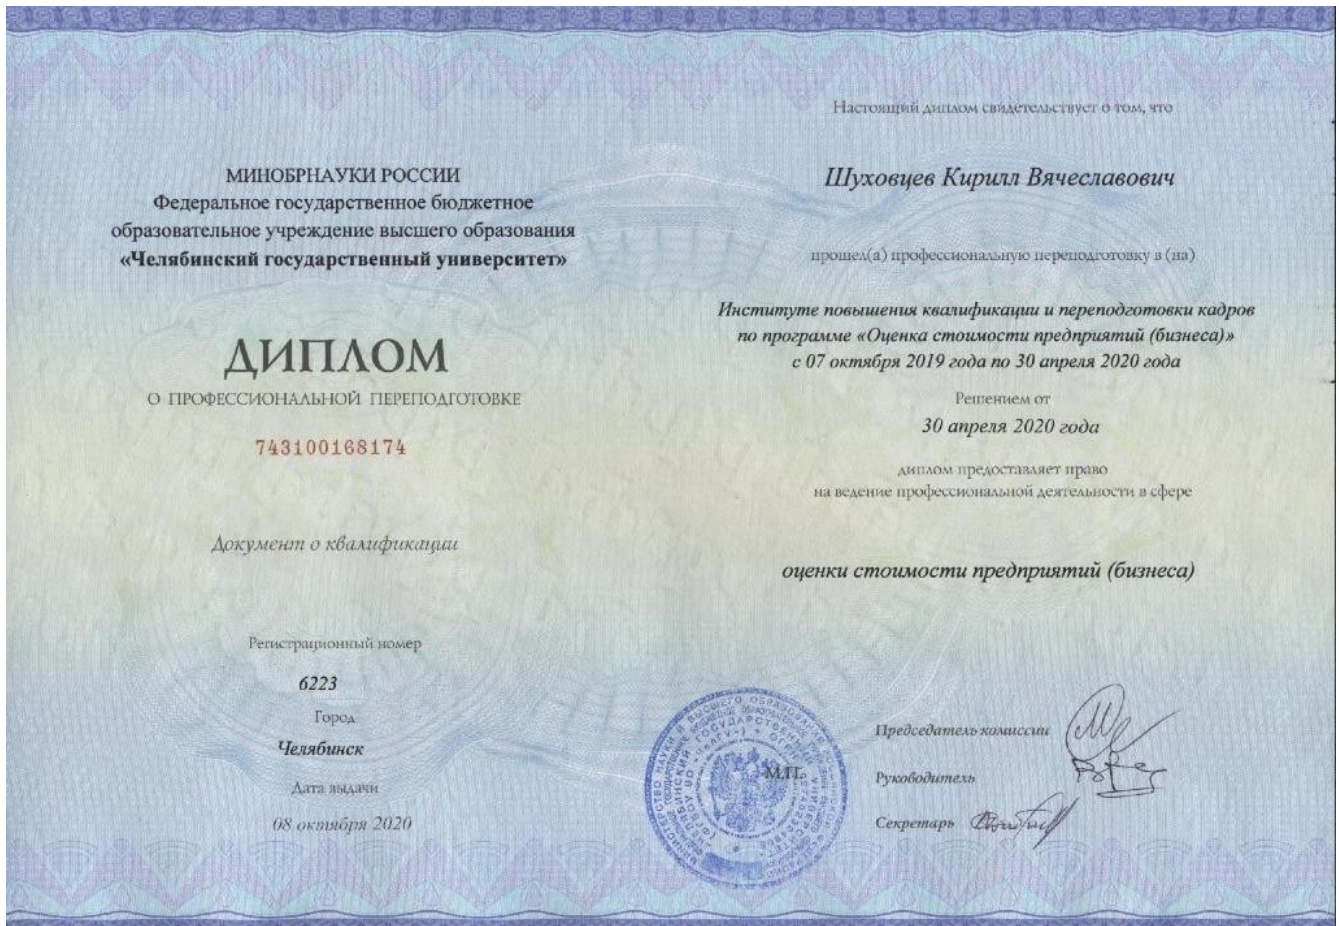 МИНОБРНАУКИ РОССИИ
Федеральное государственное бюджетное
образовательное учреждение высшего образования
«Челябинский государственный университет»
ДИПЛОМ
О ПРОФЕССИОНАЛЬНОЙ ПЕРЕПОДГОТОВКЕ
743100168174
Документ о квалификации
Регистрационный номер
6223
Город
Челябинск
Дата выдачи
08 октября 2020
Настоящий диплом свидетельствует о том, что
Шуховцев Кирилл Вячеславович
прошел(а) профессиональную переподготовку в (на)
Институте повышения квалификации и переподготовки кадров
по программе «Оценка стоимости предприятий (бизнеса)»
с 07 октября 2019 года по 30 апреля 2020 года
Решением от
30 апреля 2020 года
диплом предоставляет право
на ведение профессиональной деятельности в сфере
оценки стоимости предприятий (бизнеса)
Председатель комиссии
М.П.
Руководитель
Секретарь